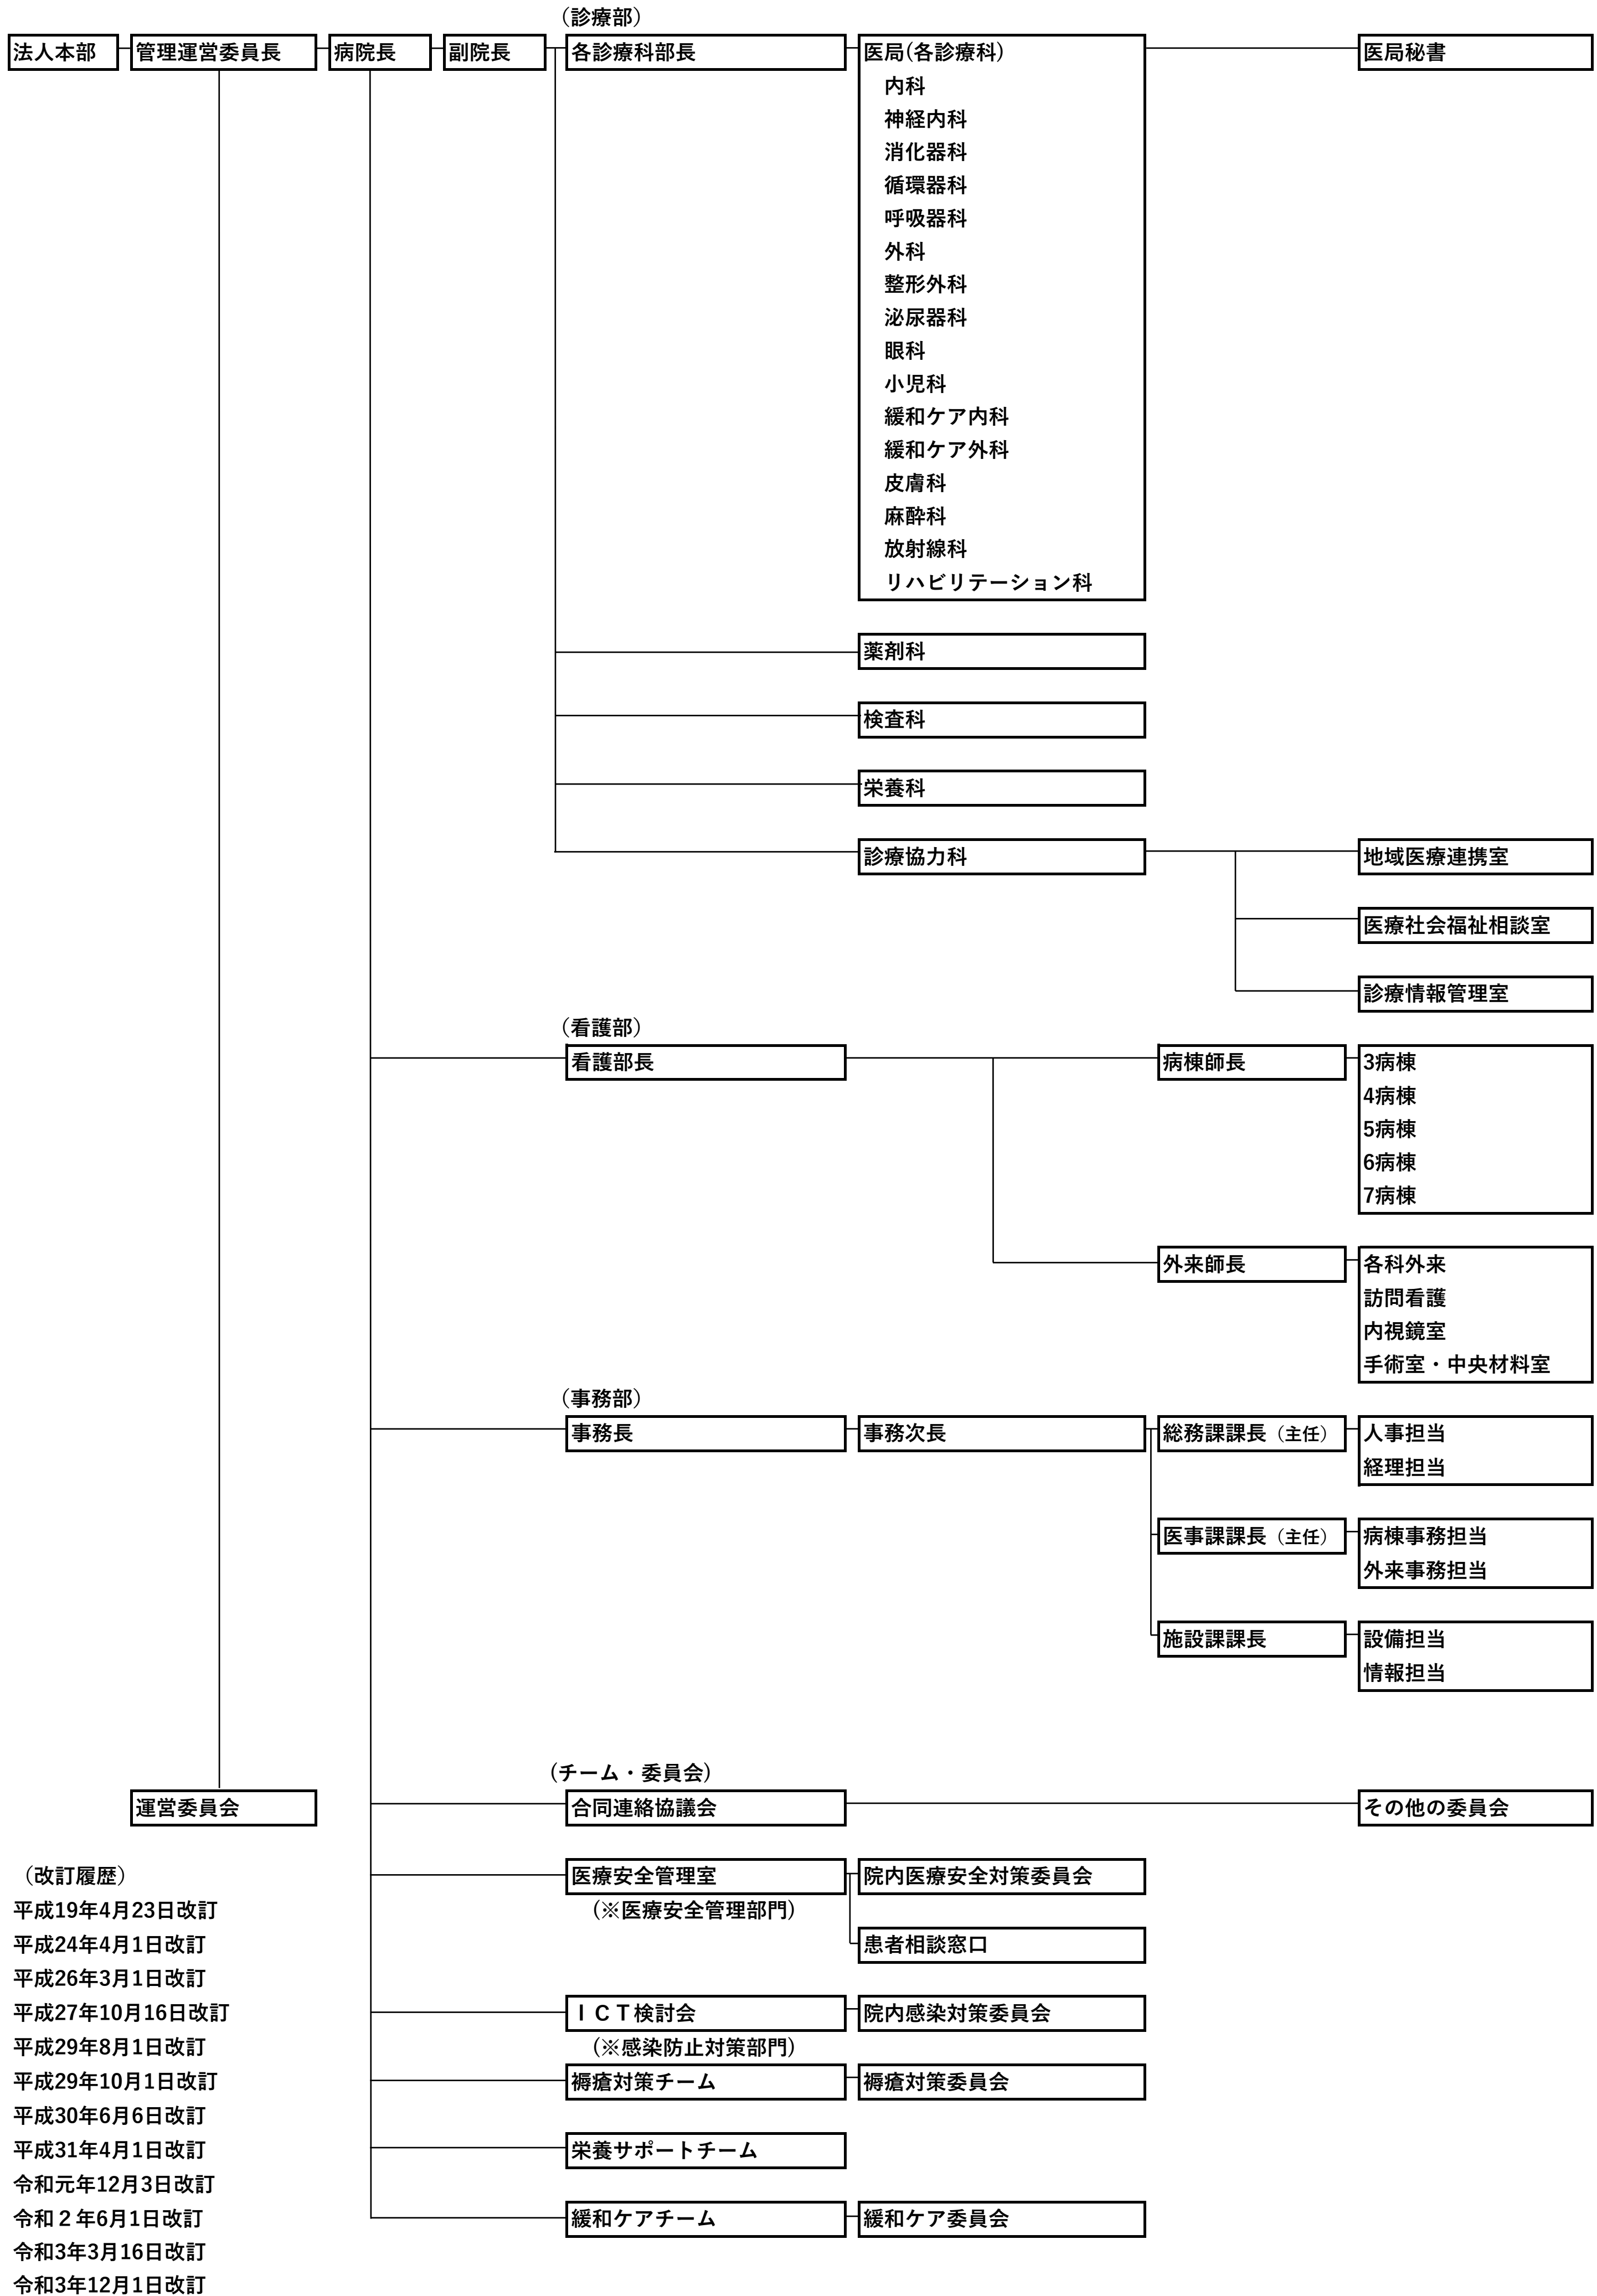 （診療部）
法人本部
管理運営委員長
病院長
副院長
各診療科部長
医局(各診療科)
内科
神経内科
消化器科
循環器科
呼吸器科
外科
整形外科
泌尿器科
眼科
小児科
緩和ケア内科
緩和ケア外科
皮膚科
麻酔科
放射線科
リハビリテーション科
医局秘書
薬剤科
検査科
栄養科
診療協力科
地域医療連携室
医療社会福祉相談室
診療情報管理室
（看護部）
看護部長
病棟師長
3病棟
4病棟
5病棟
6病棟
7病棟
外来師長
各科外来
訪問看護
内視鏡室
手術室・中央材料室
（事務部）
事務長
事務次長
総務課課長（主任）
人事担当
経理担当
医事課課長（主任）
病棟事務担当
外来事務担当
施設課課長
設備担当
情報担当
（チーム・委員会）
運営委員会
合同連絡協議会
その他の委員会
医療安全管理室
院内医療安全対策委員会
（※医療安全管理部門）
患者相談窓口
ＩＣＴ検討会
院内感染対策委員会
（※感染防止対策部門）
褥瘡対策チーム
褥瘡対策委員会
栄養サポートチーム
緩和ケアチーム
緩和ケア委員会
（改訂履歴）
平成19年4月23日改訂
平成24年4月1日改訂
平成26年3月1日改訂
平成27年10月16日改訂
平成29年8月1日改訂
平成29年10月1日改訂
平成30年6月6日改訂
平成31年4月1日改訂
令和元年12月3日改訂
令和２年6月1日改訂
令和3年3月16日改訂
令和3年12月1日改訂